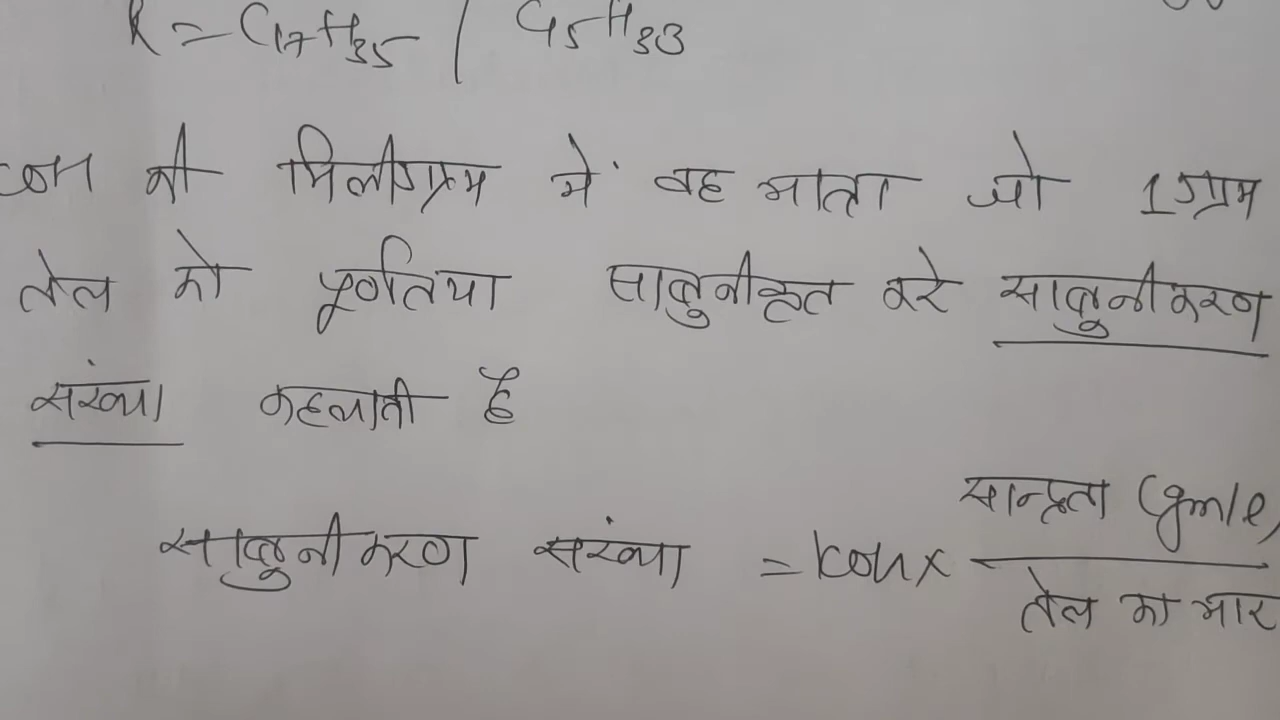 R = C17H35 / C15H33
KOH की मिलीग्राम में वह मात्रा जो 1ग्राम
तेल को पूर्णतया साबुनीकृत करे साबुनीकरण
संख्या कहलाती है
साबुनीकरण संख्या = KOH x सान्द्रता (gm/l) / तेल का भार